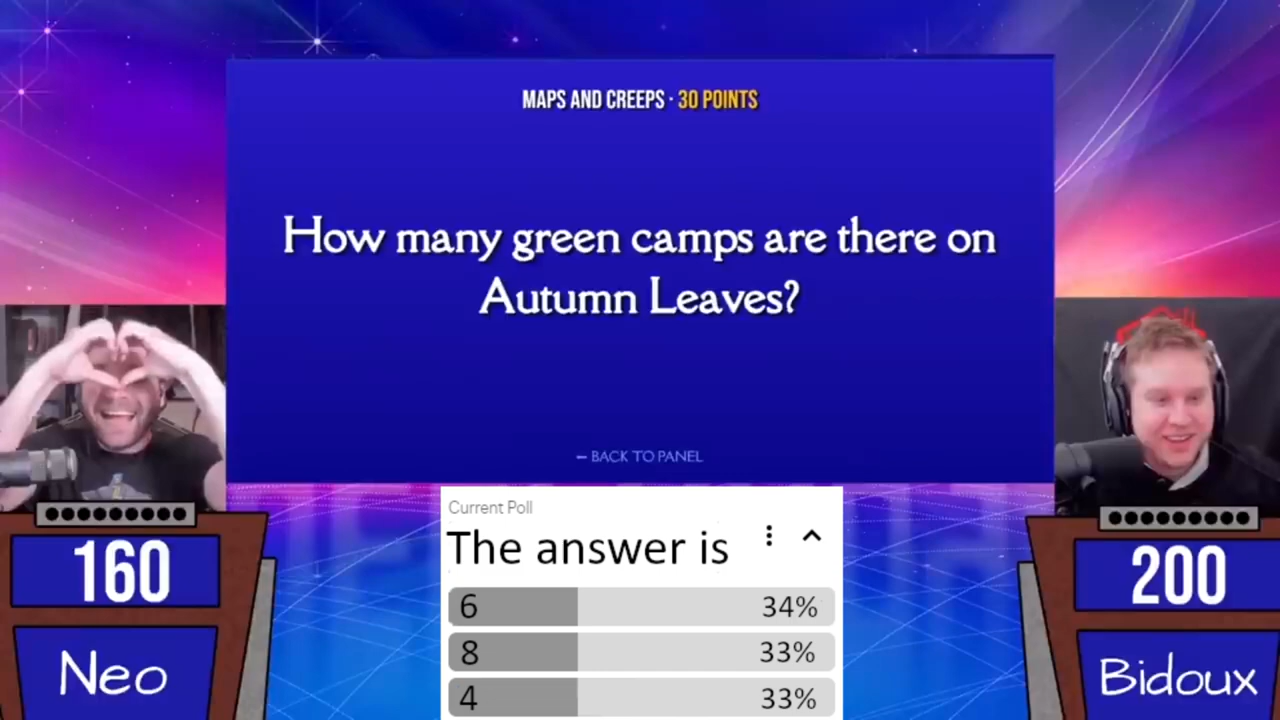 MAPS AND CREEPS · 30 POINTS
How many green camps are there on
Autumn Leaves?
– BACK TO PANEL
Current Poll
The answer is
6 34%
8 33%
4 33%
160
Neo
200
Bidoux